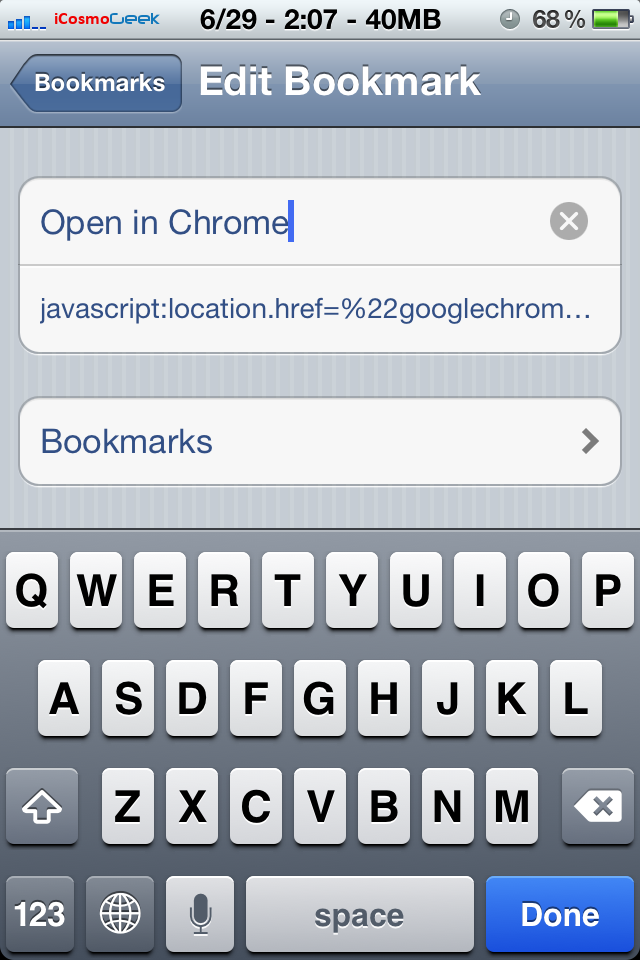 iCosmoGeek 6/29 - 2:07 - 40MB 68 %
Bookmarks Edit Bookmark
Open in Chrome
javascript:location.href=%22googlechrom…
Bookmarks
Q W E R T Y U I O P
A S D F G H J K L
Z X C V B N M
123 space Done